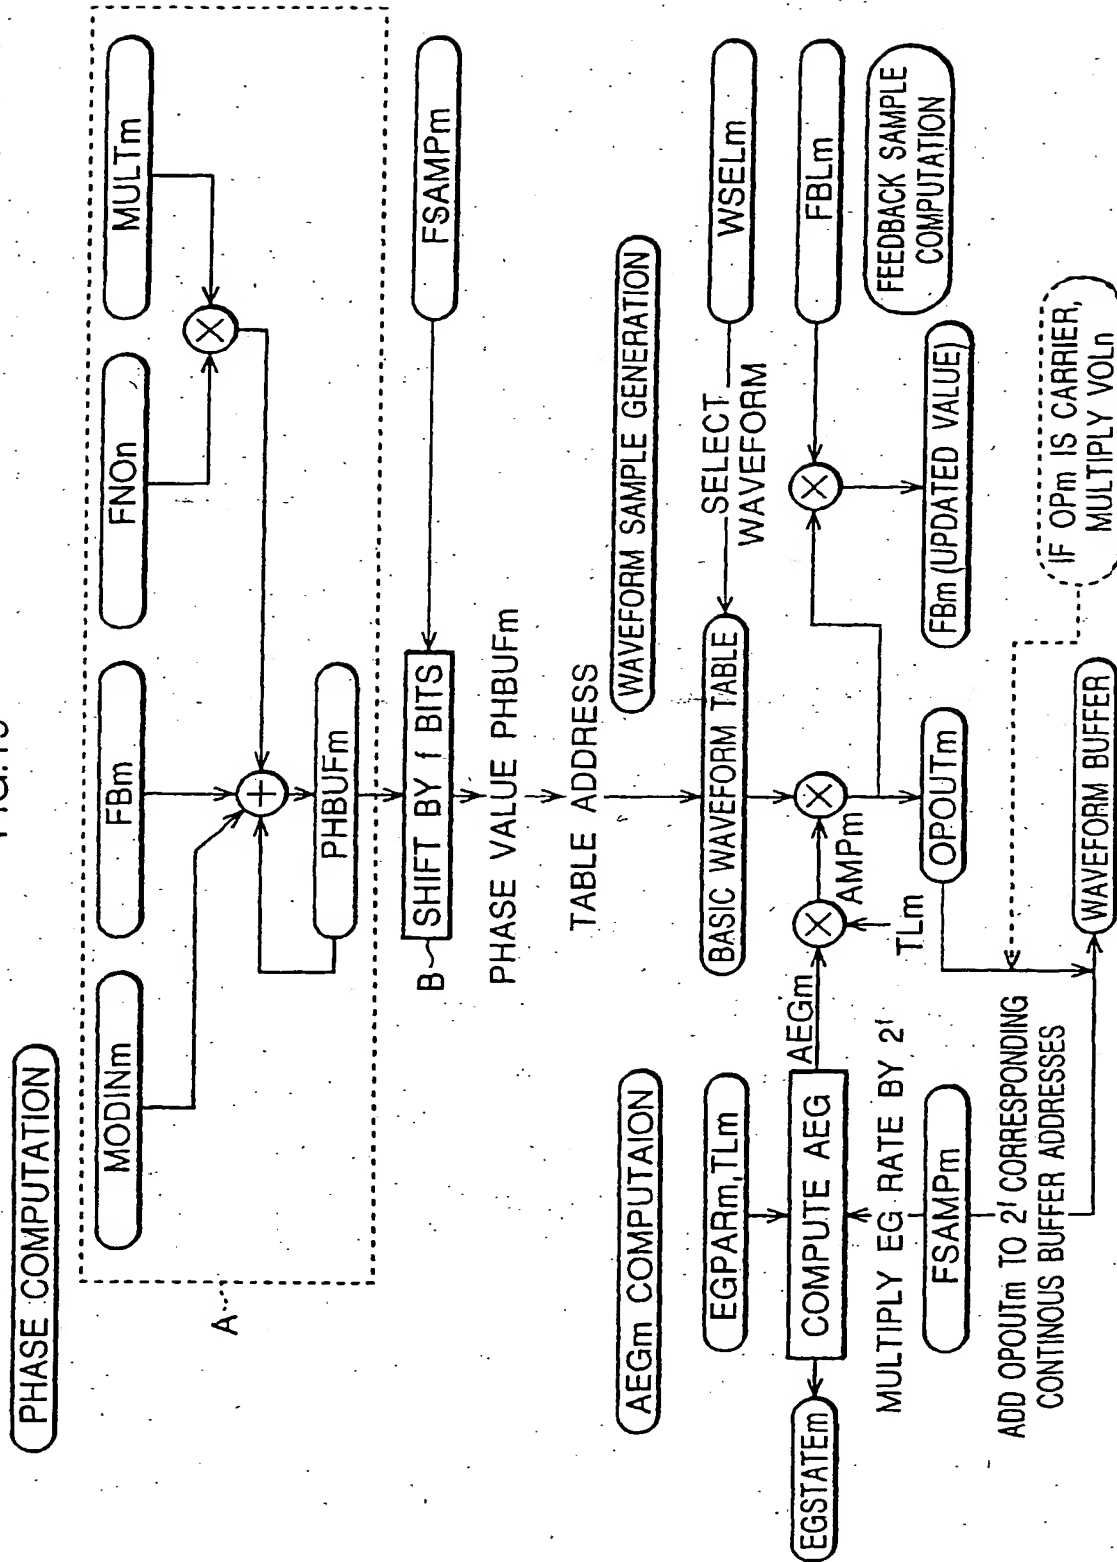 PHASE COMPUTATION
MODINm
FBm
FNOn
MULTm
A
PHBUFm
B
SHIFT BY f BITS
FSAMPm
PHASE VALUE PHBUFm
TABLE ADDRESS
AEGm COMPUTAION
WAVEFORM SAMPLE GENERATION
EGPARm,TLm
BASIC WAVEFORM TABLE
SELECT
WAVEFORM
WSELm
EGSTATEm
COMPUTE AEG
AEGm
AMPm
TLm
FBLm
MULTIPLY EG RATE BY 2f
FSAMPm
OPOUTm
FBm (UPDATED VALUE)
FEEDBACK SAMPLE
COMPUTATION
ADD OPOUTm TO 2f CORRESPONDING
CONTINOUS BUFFER ADDRESSES
WAVEFORM BUFFER
IF OPm IS CARRIER,
MULTIPLY VOLn